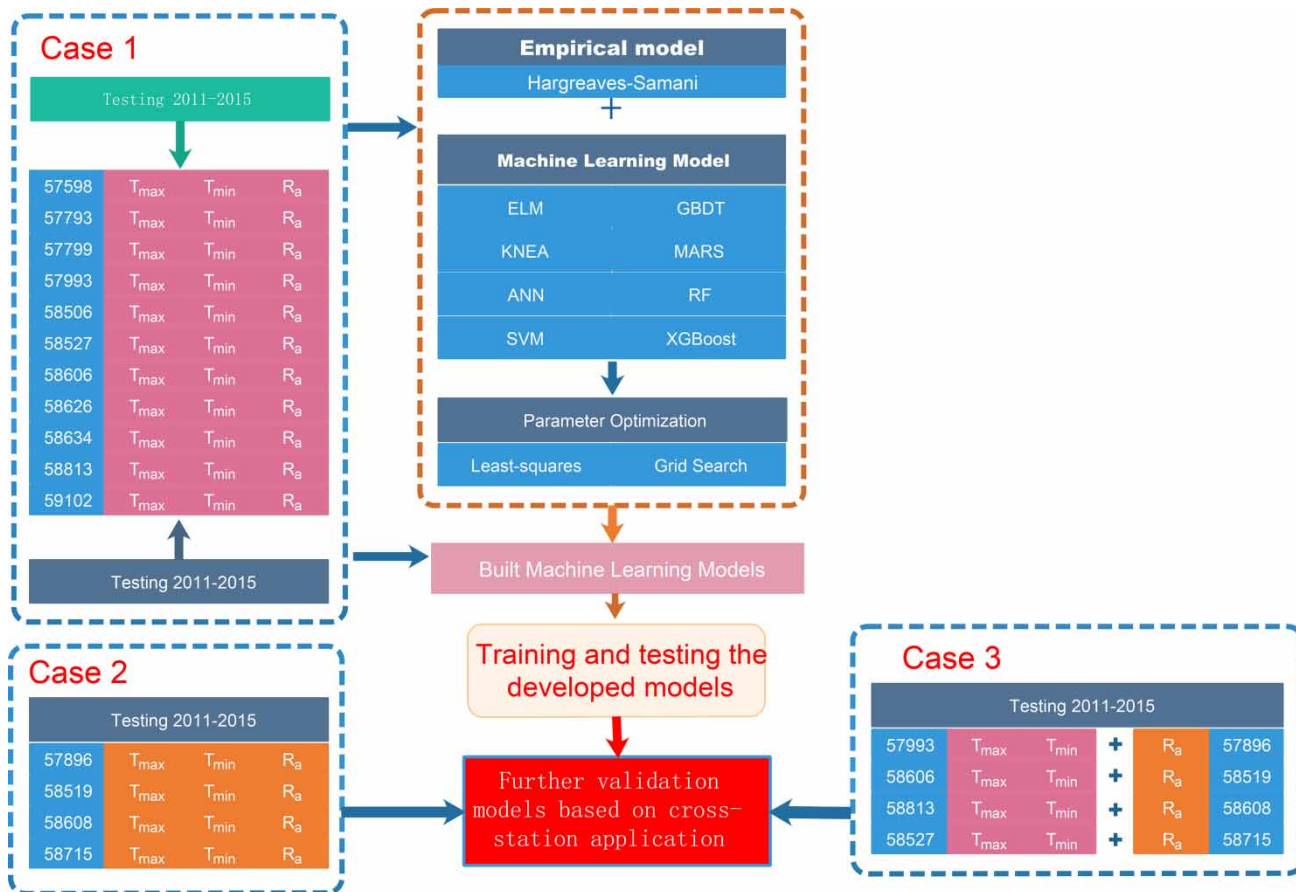 Case 1
Testing 2011-2015
57598 Tmax Tmin Ra
57793 Tmax Tmin Ra
57799 Tmax Tmin Ra
57993 Tmax Tmin Ra
58506 Tmax Tmin Ra
58527 Tmax Tmin Ra
58606 Tmax Tmin Ra
58626 Tmax Tmin Ra
58634 Tmax Tmin Ra
58813 Tmax Tmin Ra
59102 Tmax Tmin Ra
Testing 2011-2015
Empirical model
Hargreaves-Samani
+
Machine Learning Model
ELM GBDT
KNEA MARS
ANN RF
SVM XGBoost
Parameter Optimization
Least-squares Grid Search
Built Machine Learning Models
Training and testing the
developed models
Further validation
models based on cross-
station application
Case 2
Testing 2011-2015
57896 Tmax Tmin Ra
58519 Tmax Tmin Ra
58608 Tmax Tmin Ra
58715 Tmax Tmin Ra
Case 3
Testing 2011-2015
57993 Tmax Tmin + Ra 57896
58606 Tmax Tmin + Ra 58519
58813 Tmax Tmin + Ra 58608
58527 Tmax Tmin + Ra 58715